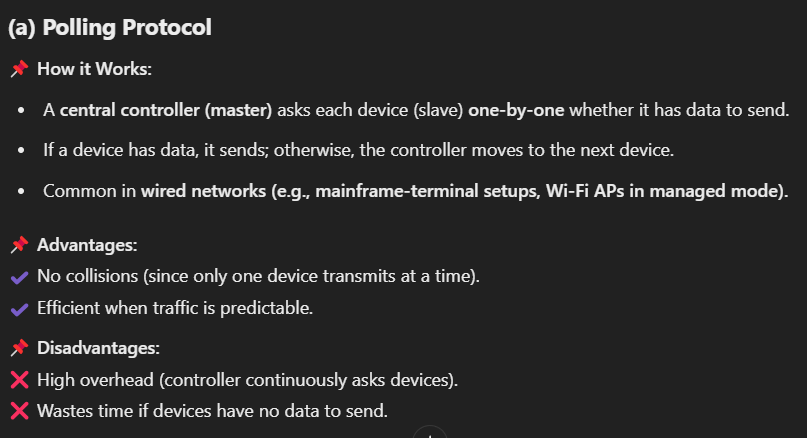 (a) Polling Protocol
📌 How it Works:
• A central controller (master) asks each device (slave) one-by-one whether it has data to send.
• If a device has data, it sends; otherwise, the controller moves to the next device.
• Common in wired networks (e.g., mainframe-terminal setups, Wi-Fi APs in managed mode).
📌 Advantages:
✔ No collisions (since only one device transmits at a time).
✔ Efficient when traffic is predictable.
📌 Disadvantages:
❌ High overhead (controller continuously asks devices).
❌ Wastes time if devices have no data to send.